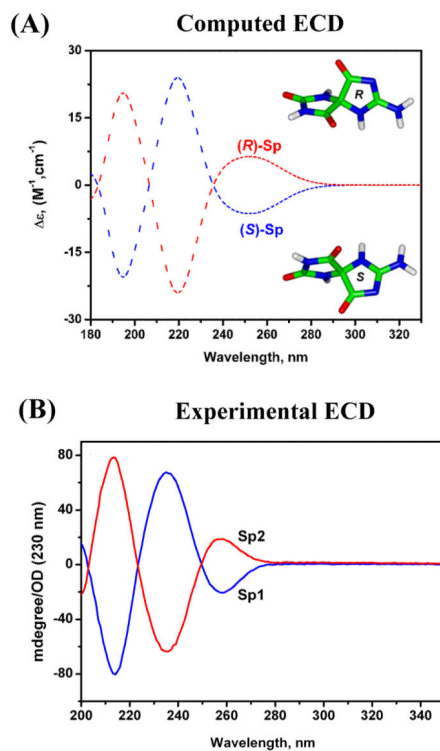 (A) Computed ECD
30
15
0
-15
-30
Δε, (M⁻¹,cm⁻¹)
(R)-Sp
(S)-Sp
R
S
180 200 220 240 260 280 300 320
Wavelength, nm
(B) Experimental ECD
80
40
0
-40
-80
mdegree/OD (230 nm)
Sp2
Sp1
200 220 240 260 280 300 320 340
Wavelength, nm